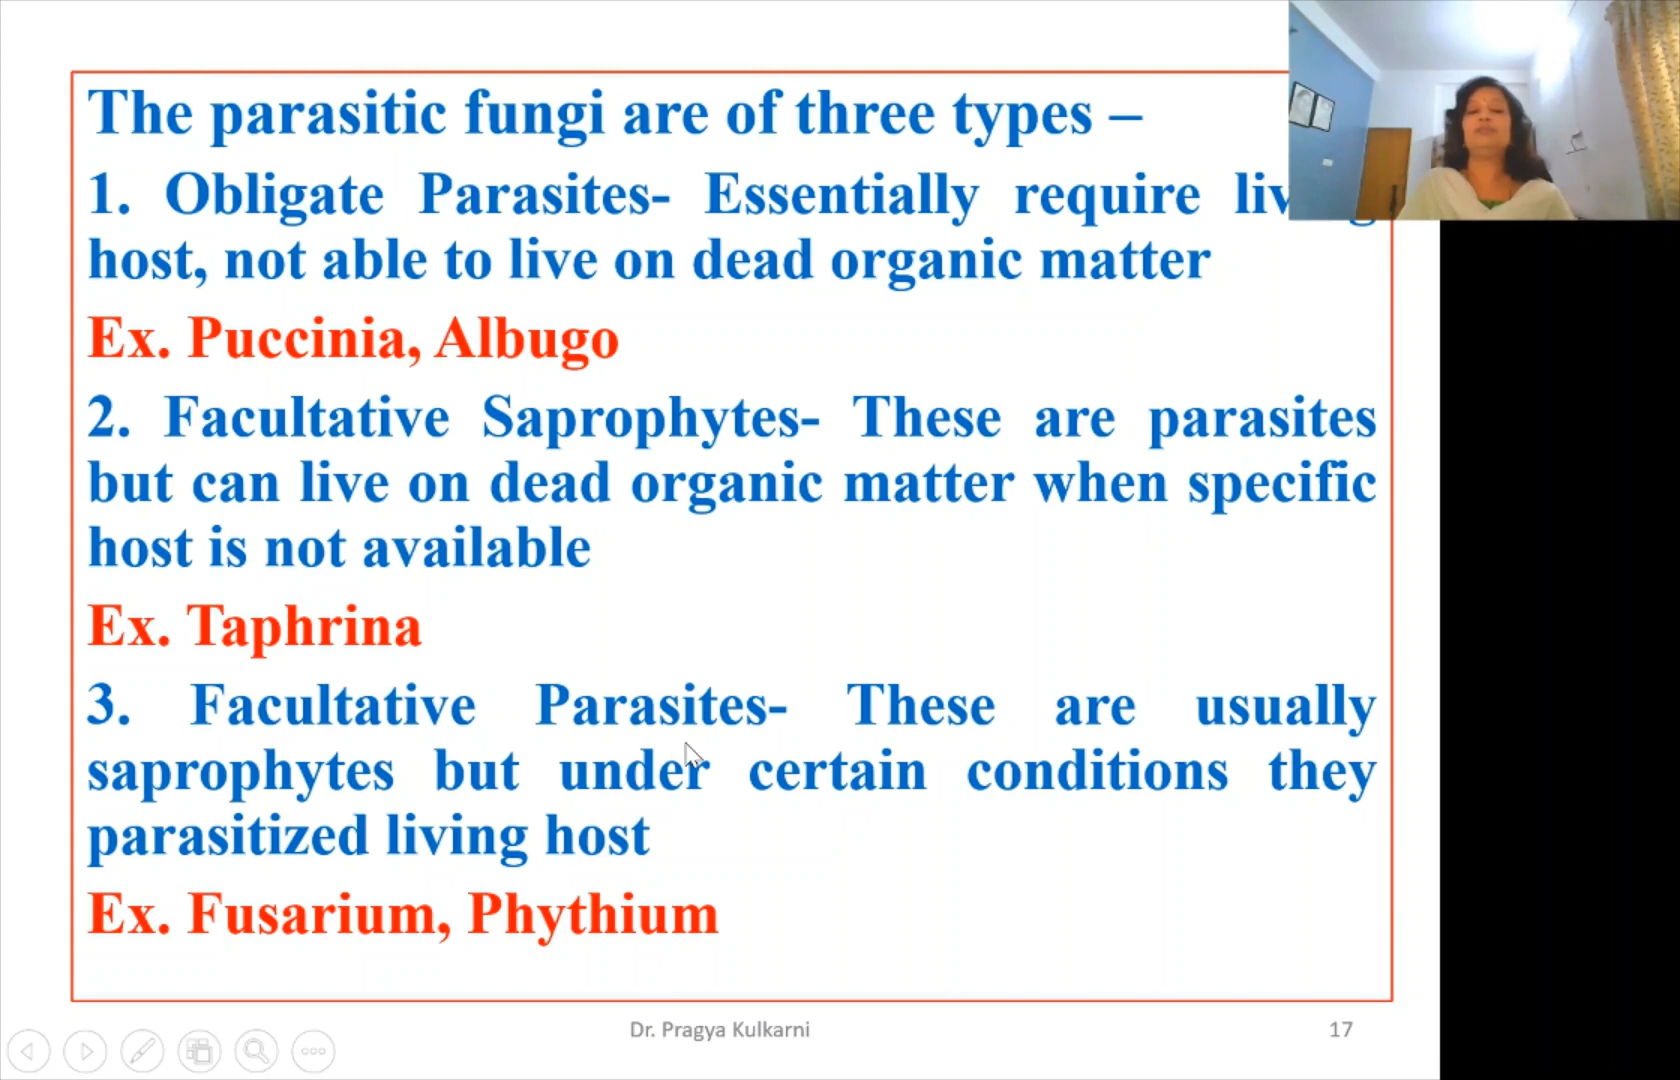 The parasitic fungi are of three types –
1. Obligate Parasites- Essentially require
host, not able to live on dead organic matter
Ex. Puccinia, Albugo
2. Facultative Saprophytes- These are parasites
but can live on dead organic matter when specific
host is not available
Ex. Taphrina
3. Facultative Parasites- These are usually
saprophytes but under certain conditions they
parasitized living host
Ex. Fusarium, Phythium
Dr. Pragya Kulkarni
17